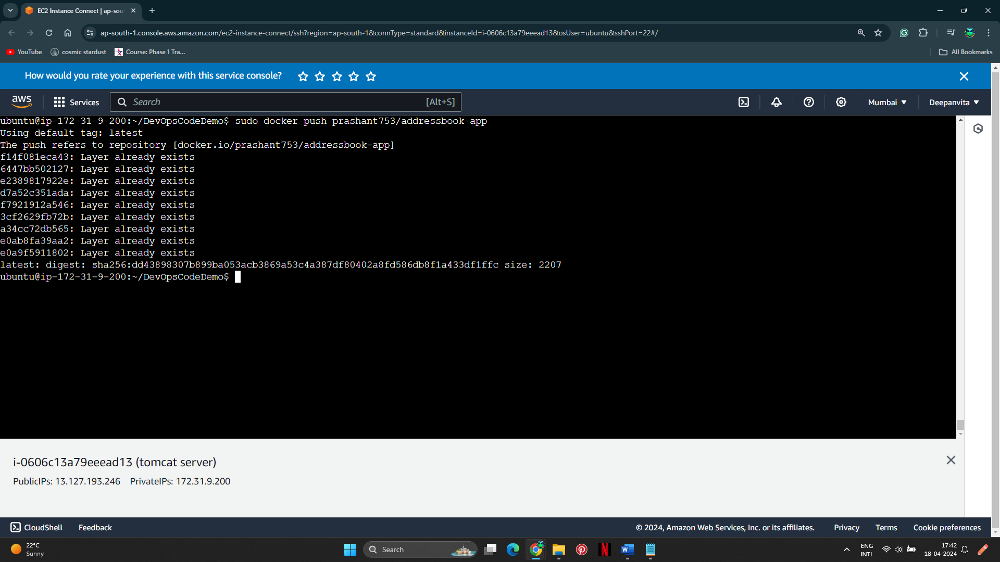 EC2 Instance Connect | ap-sou
ap-south-1.console.aws.amazon.com/ec2-instance-connect/ssh?region=ap-south-1&connType=standard&instanceId=i-0606c13a79eeead13&osUser=ubuntu&sshPort=22#/
YouTube cosmic stardust Course: Phase 1 Tra... All Bookmarks
How would you rate your experience with this service console?
aws Services Search [Alt+S] Mumbai Deepanvita
ubuntu@ip-172-31-9-200:~/DevOpsCodeDemo$ sudo docker push prashant753/addressbook-app
Using default tag: latest
The push refers to repository [docker.io/prashant753/addressbook-app]
f14f081eca43: Layer already exists
6447bb502127: Layer already exists
e2389817922e: Layer already exists
d7a52c351ada: Layer already exists
f7921912a546: Layer already exists
3cf2629fb72b: Layer already exists
a34cc72db565: Layer already exists
e0ab8fa39aa2: Layer already exists
e0a9f5911802: Layer already exists
latest: digest: sha256:dd43898307b899ba053acb3869a53c4a387df80402a8fd586db8f1a433df1ffc size: 2207
ubuntu@ip-172-31-9-200:~/DevOpsCodeDemo$
i-0606c13a79eeead13 (tomcat server)
PublicIPs: 13.127.193.246 PrivateIPs: 172.31.9.200
CloudShell Feedback © 2024, Amazon Web Services, Inc. or its affiliates. Privacy Terms Cookie preferences
22°C
Sunny
Search
ENG
INTL
17:42
18-04-2024